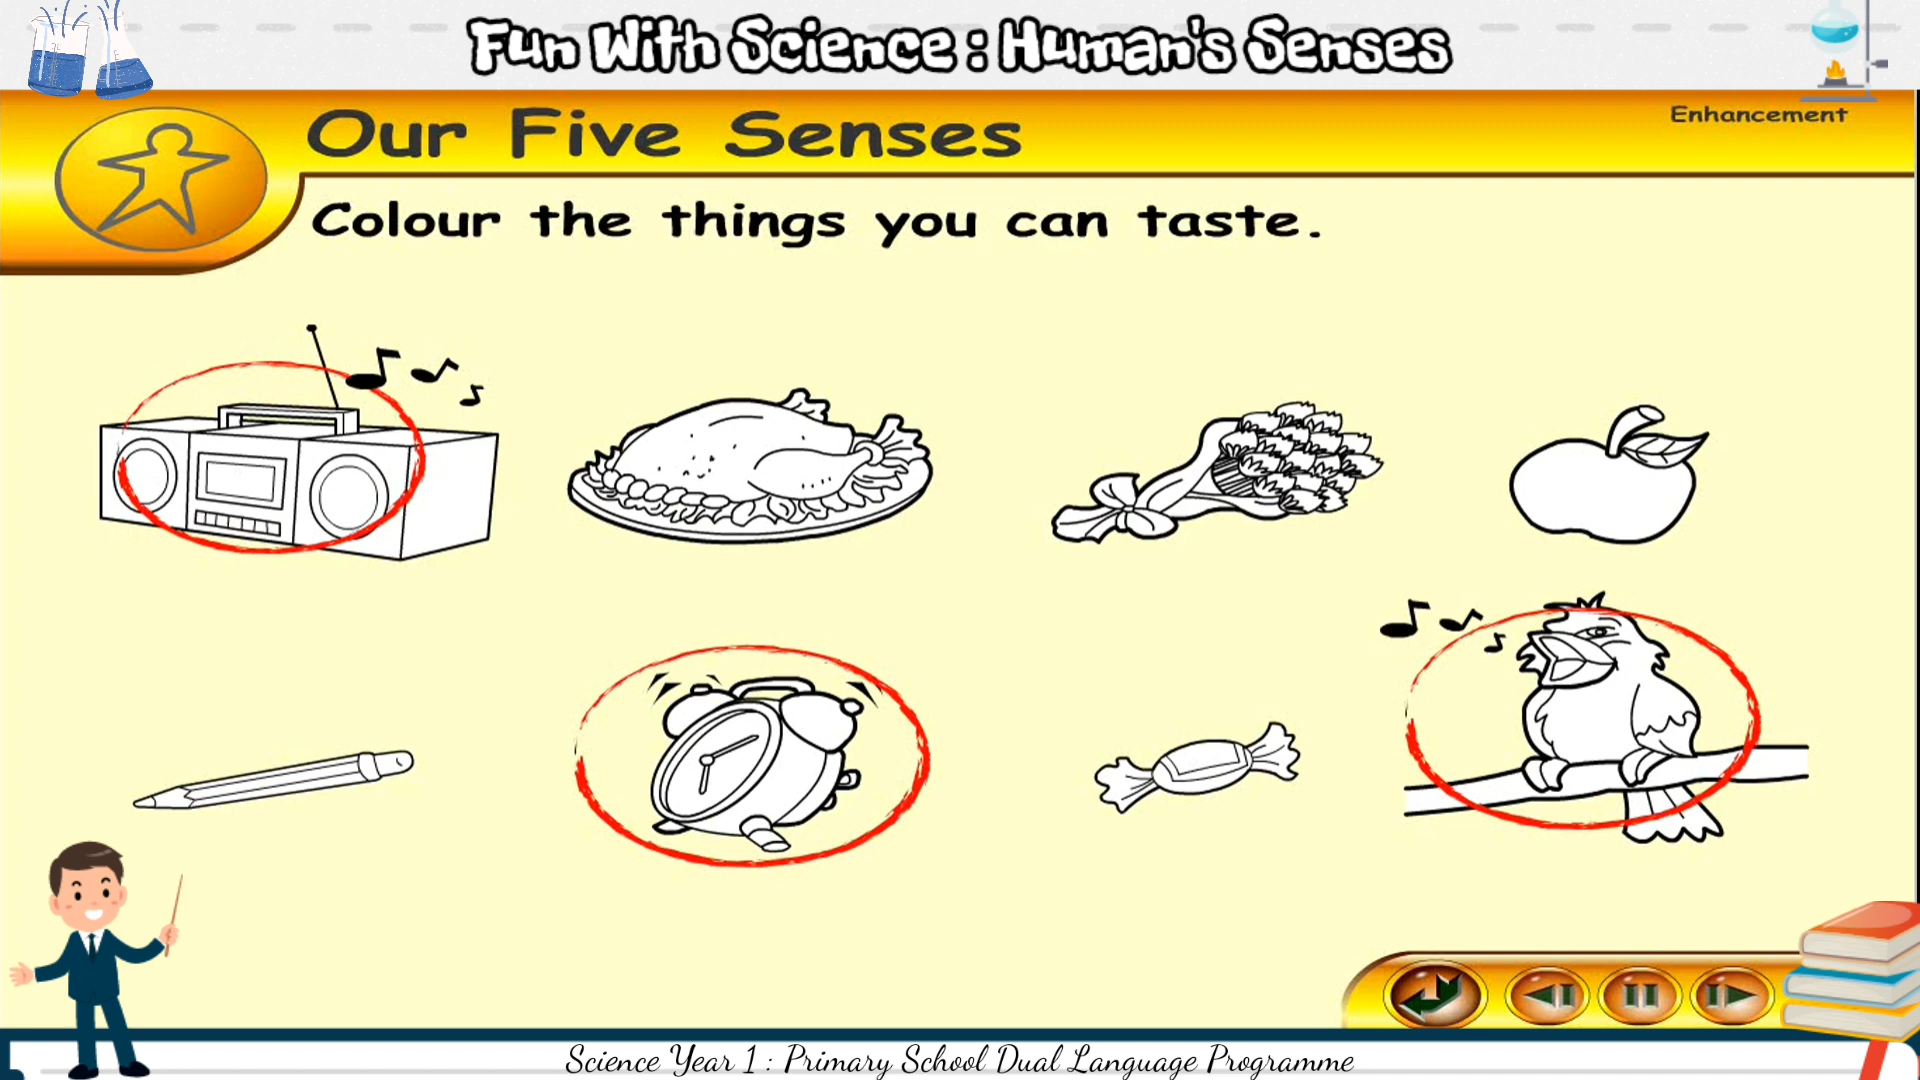 Fun With Science : Human's Senses
Enhancement
Our Five Senses
Colour the things you can taste.
Science Year 1 : Primary School Dual Language Programme